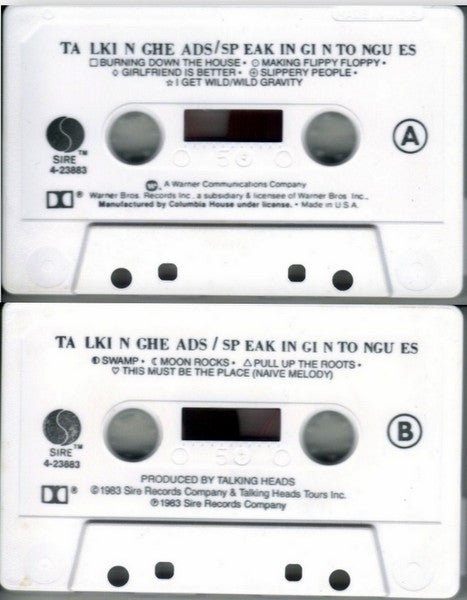 TA LKI N GHE ADS/SP EAK IN GI N TO NGU ES
□ BURNING DOWN THE HOUSE • ○ MAKING FLIPPY FLOPPY •
◊ GIRLFRIEND IS BETTER • ⊕ SLIPPERY PEOPLE •
☆ I GET WILD/WILD GRAVITY
A
SIRE™
4-23883
50
A Warner Communications Company
Warner Bros. Records Inc., a subsidiary & licensee of Warner Bros. Inc.,
Manufactured by Columbia House under license. • Made in U.S.A.
TA LKI N GHE ADS / SP EAK IN GI N TO NGU ES
◐ SWAMP • ☾ MOON ROCKS • △ PULL UP THE ROOTS •
♡ THIS MUST BE THE PLACE (NAIVE MELODY)
B
SIRE™
4-23883
50
PRODUCED BY TALKING HEADS
©1983 Sire Records Company & Talking Heads Tours Inc.
℗1983 Sire Records Company